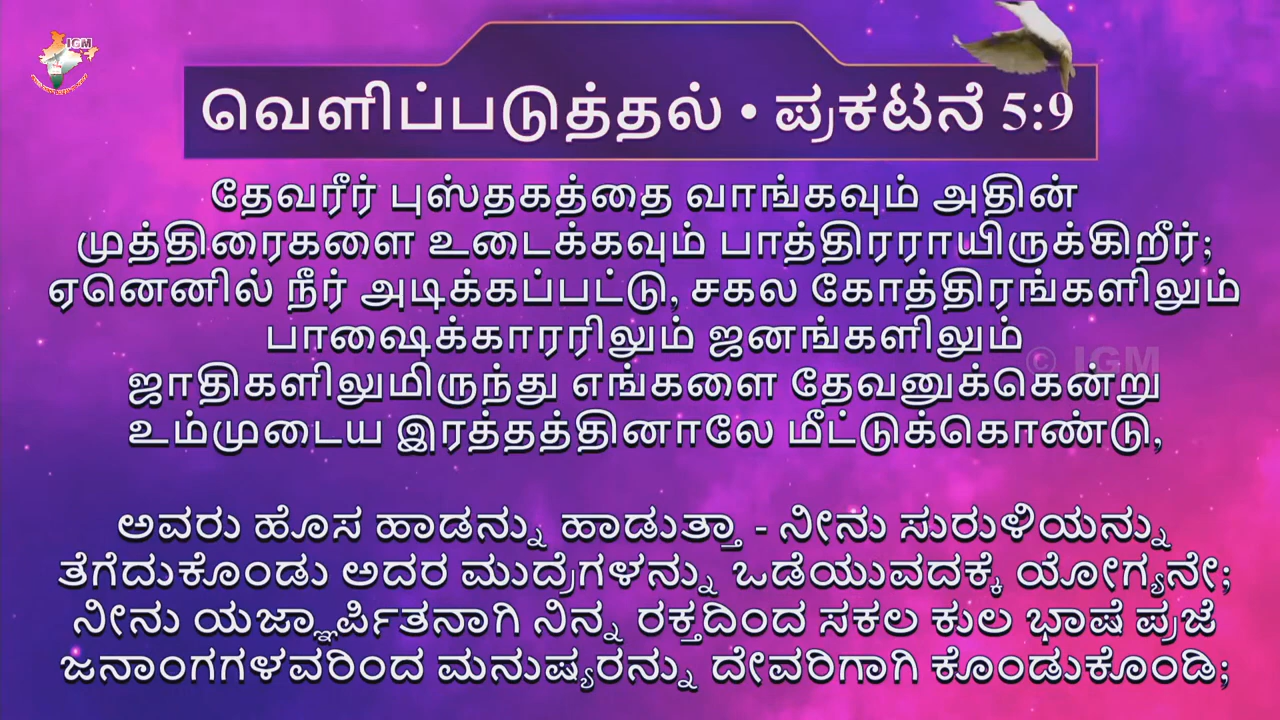 IGM
வெளிப்படுத்தல் • ಪ್ರಕಟನೆ 5:9
தேவரீர் புஸ்தகத்தை வாங்கவும் அதின்
முத்திரைகளை உடைக்கவும் பாத்திரராயிருக்கிறீர்;
ஏனெனில் நீர் அடிக்கப்பட்டு, சகல கோத்திரங்களிலும்
பாஷைக்காரரிலும் ஜனங்களிலும்
© IGM
ஜாதிகளிலுமிருந்து எங்களை தேவனுக்கென்று
உம்முடைய இரத்தத்தினாலே மீட்டுக்கொண்டு,
ಅವರು ಹೊಸ ಹಾಡನ್ನು ಹಾಡುತ್ತಾ - ನೀನು ಸುರುಳಿಯನ್ನು
ತೆಗೆದುಕೊಂಡು ಅದರ ಮುದ್ರೆಗಳನ್ನು ಒಡೆಯುವದಕ್ಕೆ ಯೋಗ್ಯನೇ;
ನೀನು ಯಜ್ಞಾರ್ಪಿತನಾಗಿ ನಿನ್ನ ರಕ್ತದಿಂದ ಸಕಲ ಕುಲ ಭಾಷೆ ಪ್ರಜೆ
ಜನಾಂಗಗಳವರಿಂದ ಮನುಷ್ಯರನ್ನು ದೇವರಿಗಾಗಿ ಕೊಂಡುಕೊಂಡಿ;